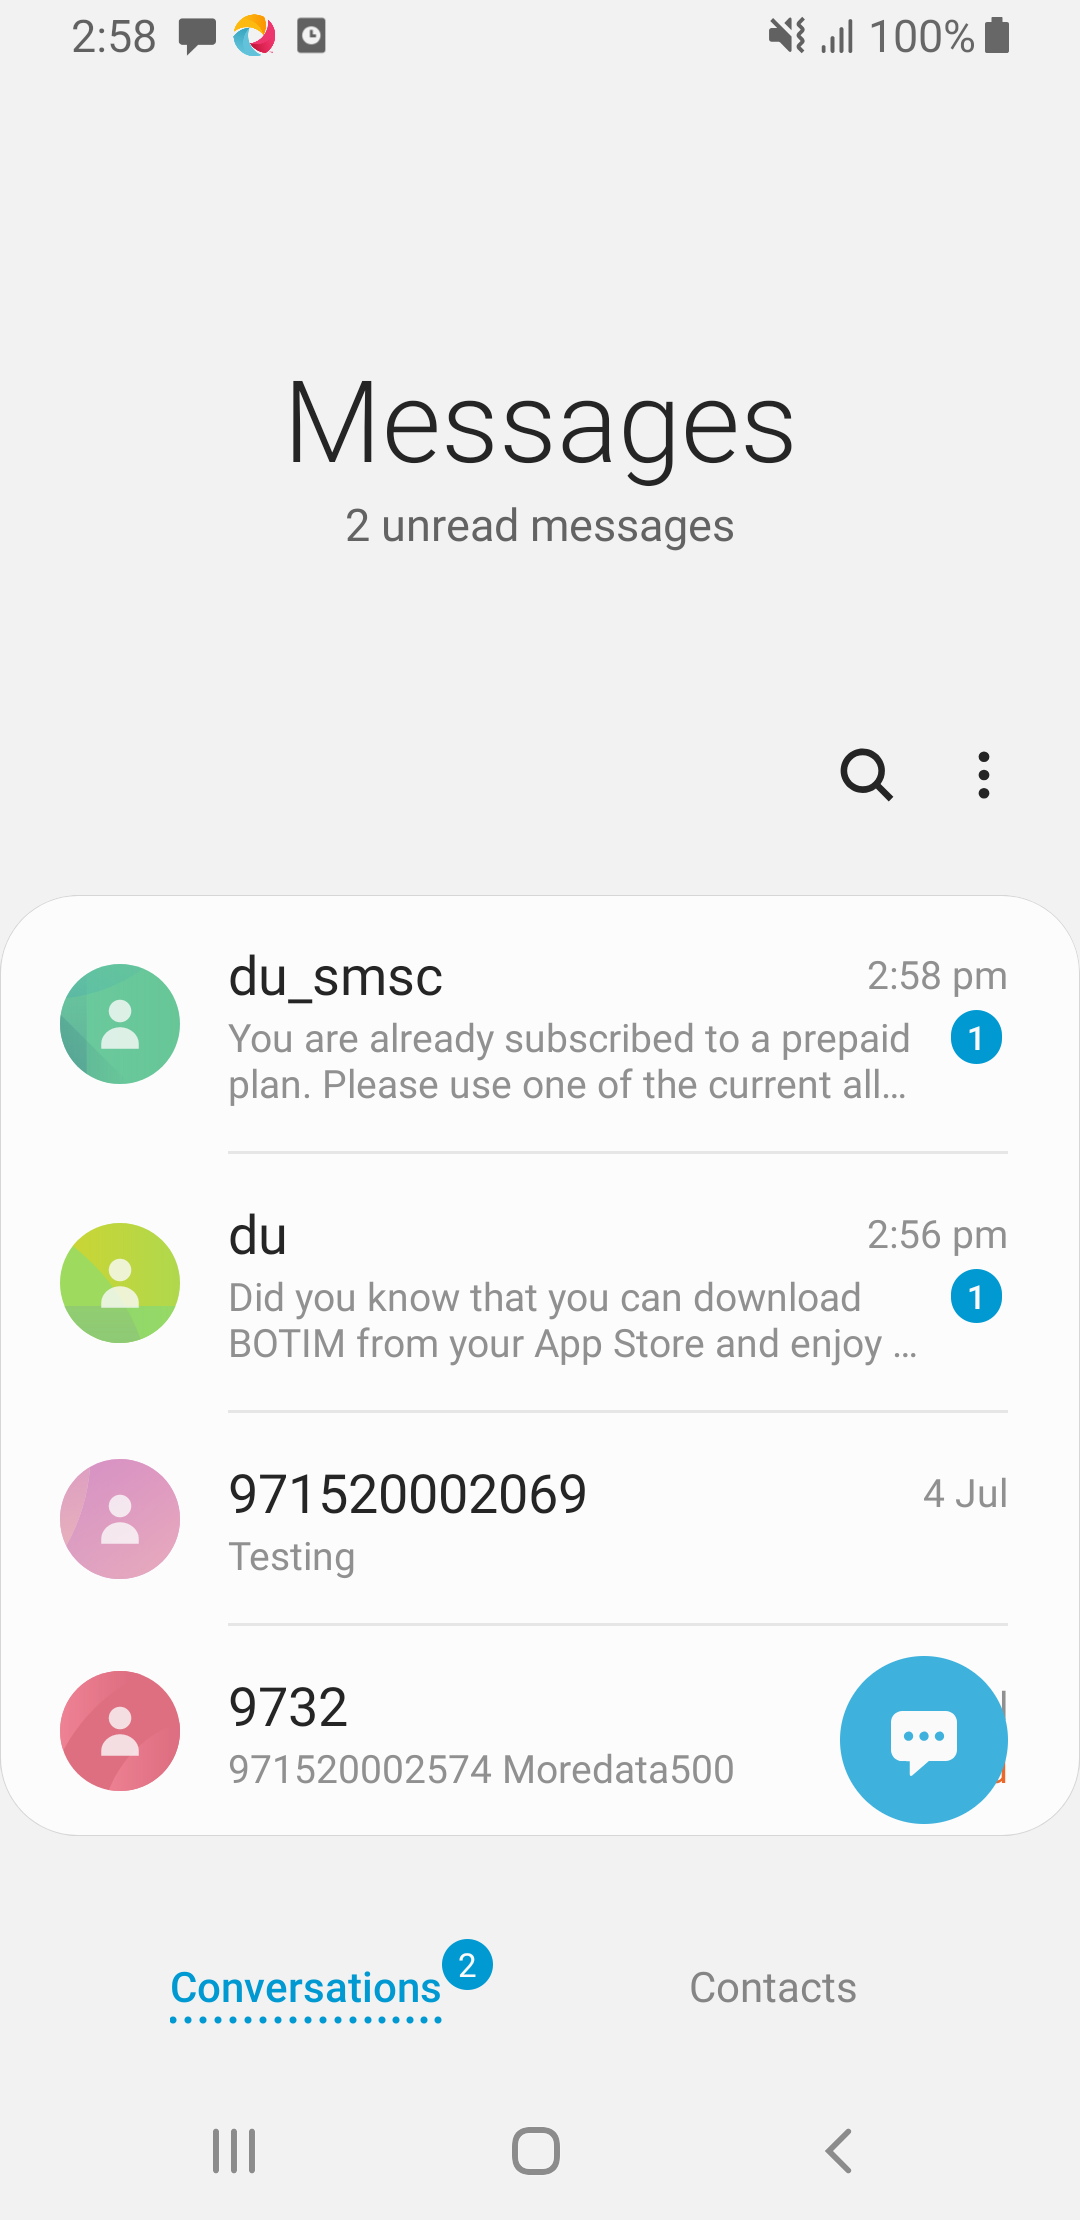 2:58
100%
Messages
2 unread messages
du_smsc
2:58 pm
You are already subscribed to a prepaid
1
plan. Please use one of the current all...
du
2:56 pm
Did you know that you can download
1
BOTIM from your App Store and enjoy ...
971520002069
4 Jul
Testing
9732
971520002574 Moredata500
Conversations
2
Contacts